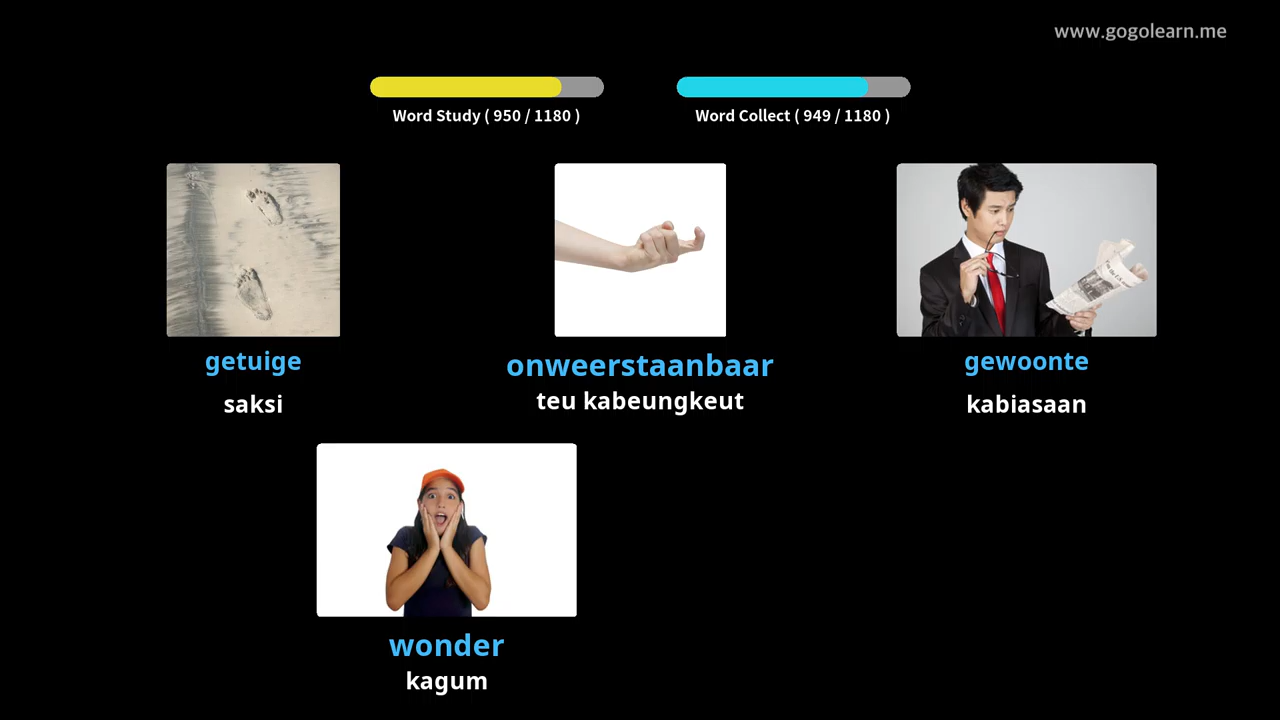 www.gogolearn.me
Word Study ( 950 / 1180 )
Word Collect ( 949 / 1180 )
getuige
saksi
onweerstaanbaar
teu kabeungkeut
gewoonte
kabiasaan
wonder
kagum